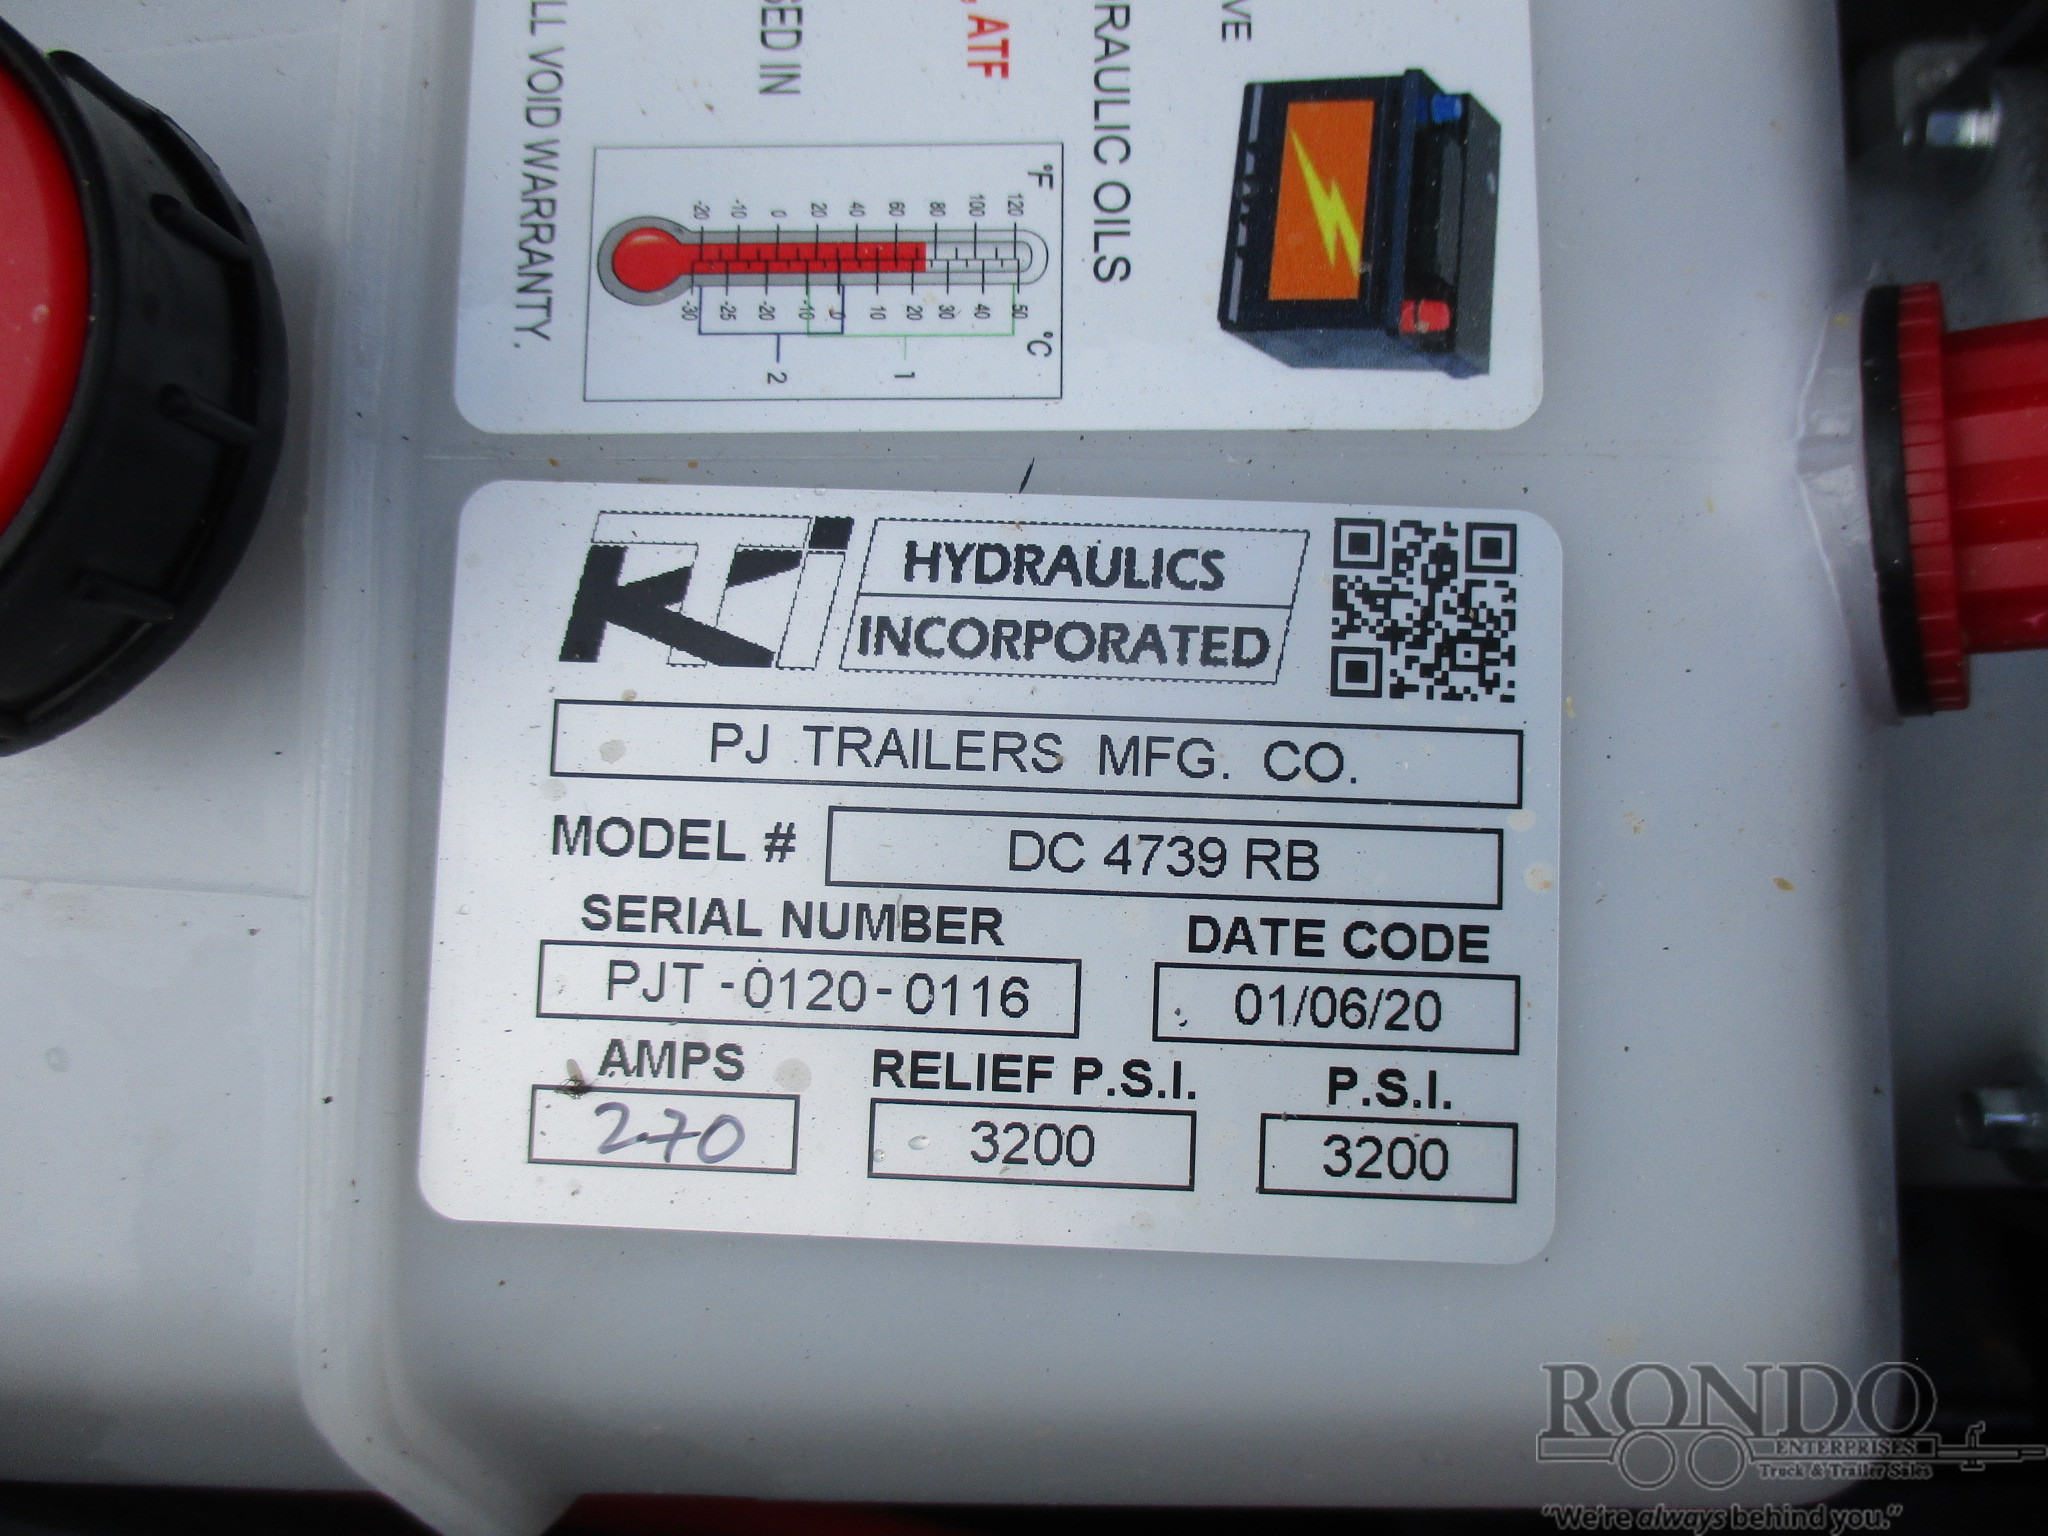 VE
RAULIC OILS
, ATF
SED IN
LL VOID WARRANTY.
°F
-20 -10 0 20 40 60 80 100 120
-30 -25 -20 -10 0 10 20 30 40 50
°C
2 1
KTi HYDRAULICS
INCORPORATED
PJ TRAILERS MFG. CO.
MODEL # DC 4739 RB
SERIAL NUMBER DATE CODE
PJT-0120-0116 01/06/20
AMPS RELIEF P.S.I. P.S.I.
270 3200 3200
RONDO
ENTERPRISES
Truck & Trailer Sales
"We're always behind you."